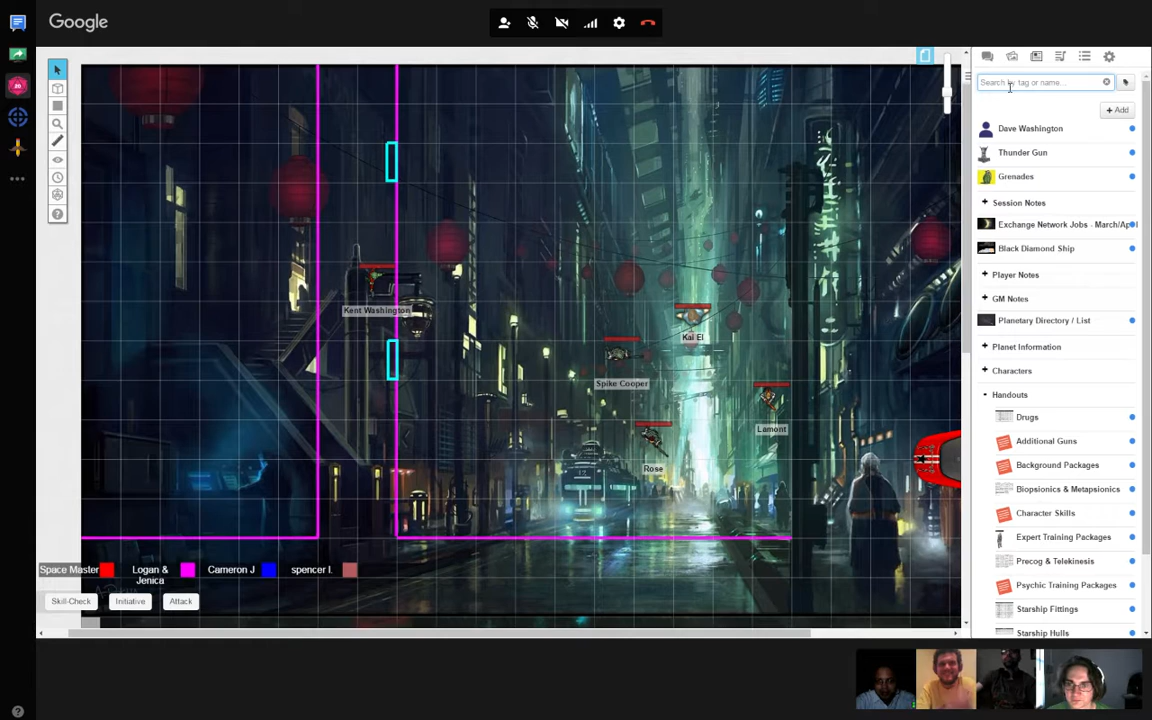 Google
Search by tag or name...
+ Add
Dave Washington
Thunder Gun
Grenades
Session Notes
Exchange Network Jobs - March/Apri
Black Diamond Ship
Player Notes
GM Notes
Planetary Directory / List
Planet Information
Characters
Handouts
Drugs
Additional Guns
Background Packages
Biopsionics & Metapsionics
Character Skills
Expert Training Packages
Precog & Telekinesis
Psychic Training Packages
Starship Fittings
Starship Hulls
Kent Washington
Kai El
Spike Cooper
Lamont
Rose
Space Master
Logan &
Jenica
Cameron J
spencer l.
Skill-Check
Initiative
Attack